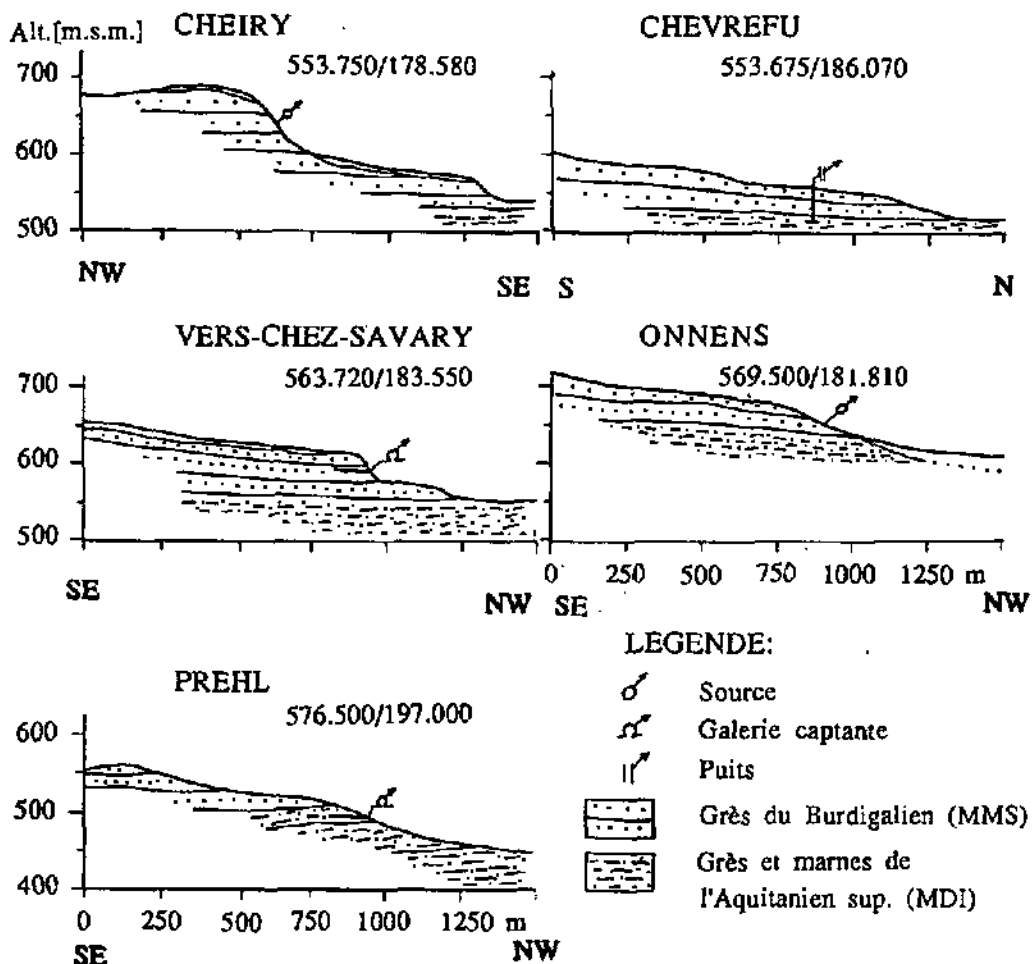 Alt.[m.s.m.]
CHEIRY
553.750/178.580
700
600
500
NW
SE
CHEVREFU
553.675/186.070
S
N
VERS-CHEZ-SAVARY
563.720/183.550
700
600
500
SE
NW
ONNENS
569.500/181.810
0 250 500 750 1000 1250 m
SE
NW
PREHL
576.500/197.000
600
500
400
0 250 500 750 1000 1250 m
SE
NW
LEGENDE:
Source
Galerie captante
Puits
Grès du Burdigalien (MMS)
Grès et marnes de
l'Aquitanien sup. (MDI)